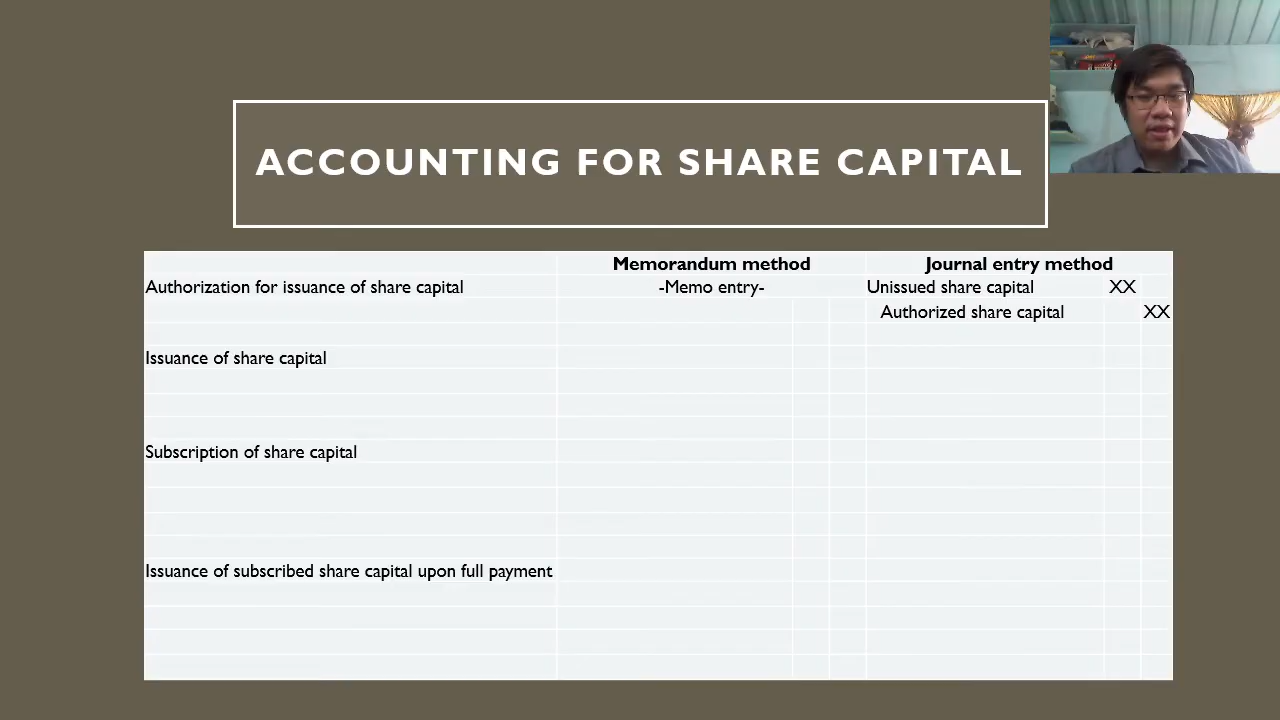 ACCOUNTING FOR SHARE CAPITAL
Memorandum method Journal entry method
Authorization for issuance of share capital -Memo entry- Unissued share capital XX
Authorized share capital XX
Issuance of share capital
Subscription of share capital
Issuance of subscribed share capital upon full payment